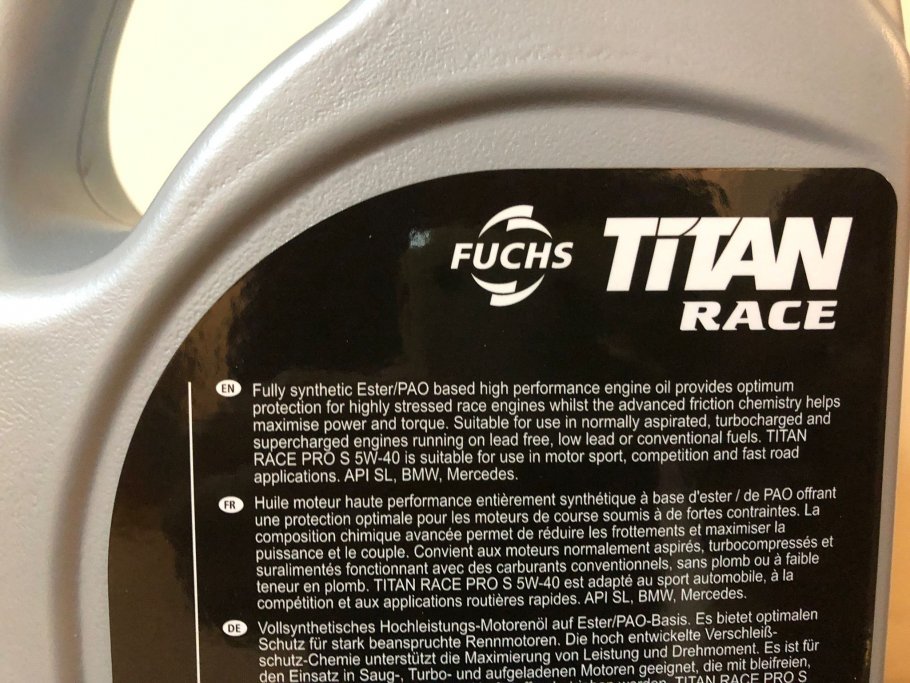 FUCHS
TITAN
RACE
EN Fully synthetic Ester/PAO based high performance engine oil provides optimum
protection for highly stressed race engines whilst the advanced friction chemistry helps
maximise power and torque. Suitable for use in normally aspirated, turbocharged and
supercharged engines running on lead free, low lead or conventional fuels. TITAN
RACE PRO S 5W-40 is suitable for use in motor sport, competition and fast road
applications. API SL, BMW, Mercedes.
FR Huile moteur haute performance entièrement synthétique à base d'ester / de PAO offrant
une protection optimale pour les moteurs de course soumis à de fortes contraintes. La
composition chimique avancée permet de réduire les frottements et maximiser la
puissance et le couple. Convient aux moteurs normalement aspirés, turbocompressés et
suralimentés fonctionnant avec des carburants conventionnels, sans plomb ou à faible
teneur en plomb. TITAN RACE PRO S 5W-40 est adapté au sport automobile, à la
compétition et aux applications routières rapides. API SL, BMW, Mercedes.
DE Vollsynthetisches Hochleistungs-Motorenöl auf Ester/PAO-Basis. Es bietet optimalen
Schutz für stark beanspruchte Rennmotoren. Die hoch entwickelte Verschleiß-
schutz-Chemie unterstützt die Maximierung von Leistung und Drehmoment. Es ist für
den Einsatz in Saug-, Turbo- und aufgeladenen Motoren geeignet, die mit bleifreien,
TITAN RACE PRO S